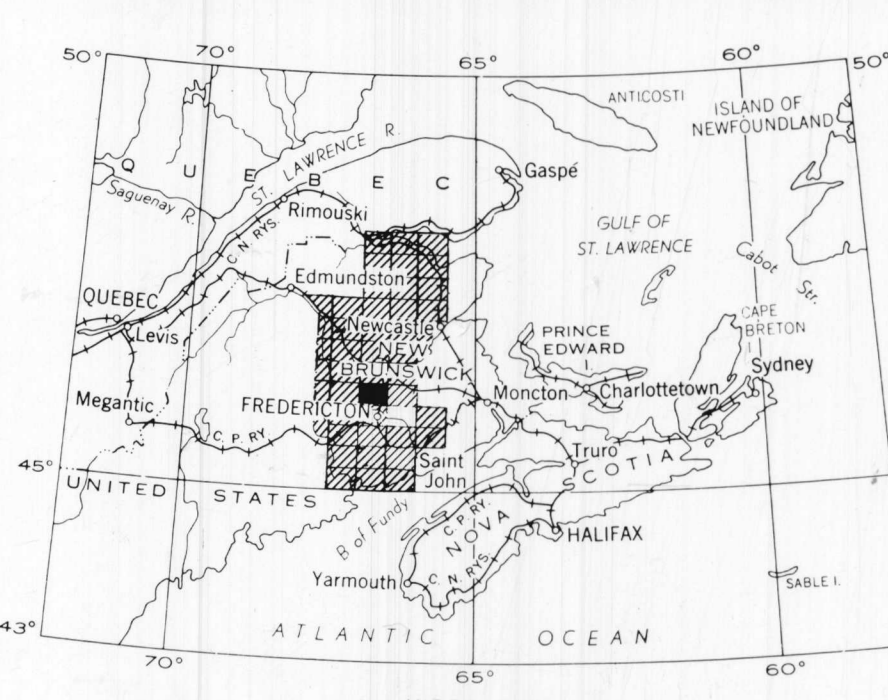 50°
70°
65°
60°
50°
ANTICOSTI
ISLAND OF
NEWFOUNDLAND
Q U E B E C
ST. LAWRENCE R.
Saguenay R.
Gaspé
Rimouski
C. N. RYS.
GULF OF
ST. LAWRENCE
Cabot
Str.
Edmundston
QUEBEC
Levis
Newcastle
NEW
BRUNSWICK
PRINCE
EDWARD
I.
CAPE
BRETON
I.
Sydney
Megantic
FREDERICTON
Moncton
Charlottetown
C. P. RY.
Truro
45°
Saint
John
SCOTIA
UNITED STATES
B of Fundy
C. P. RY.
NOVA
HALIFAX
Yarmouth
C. N. RYS.
SABLE I.
43°
ATLANTIC OCEAN
70°
65°
60°